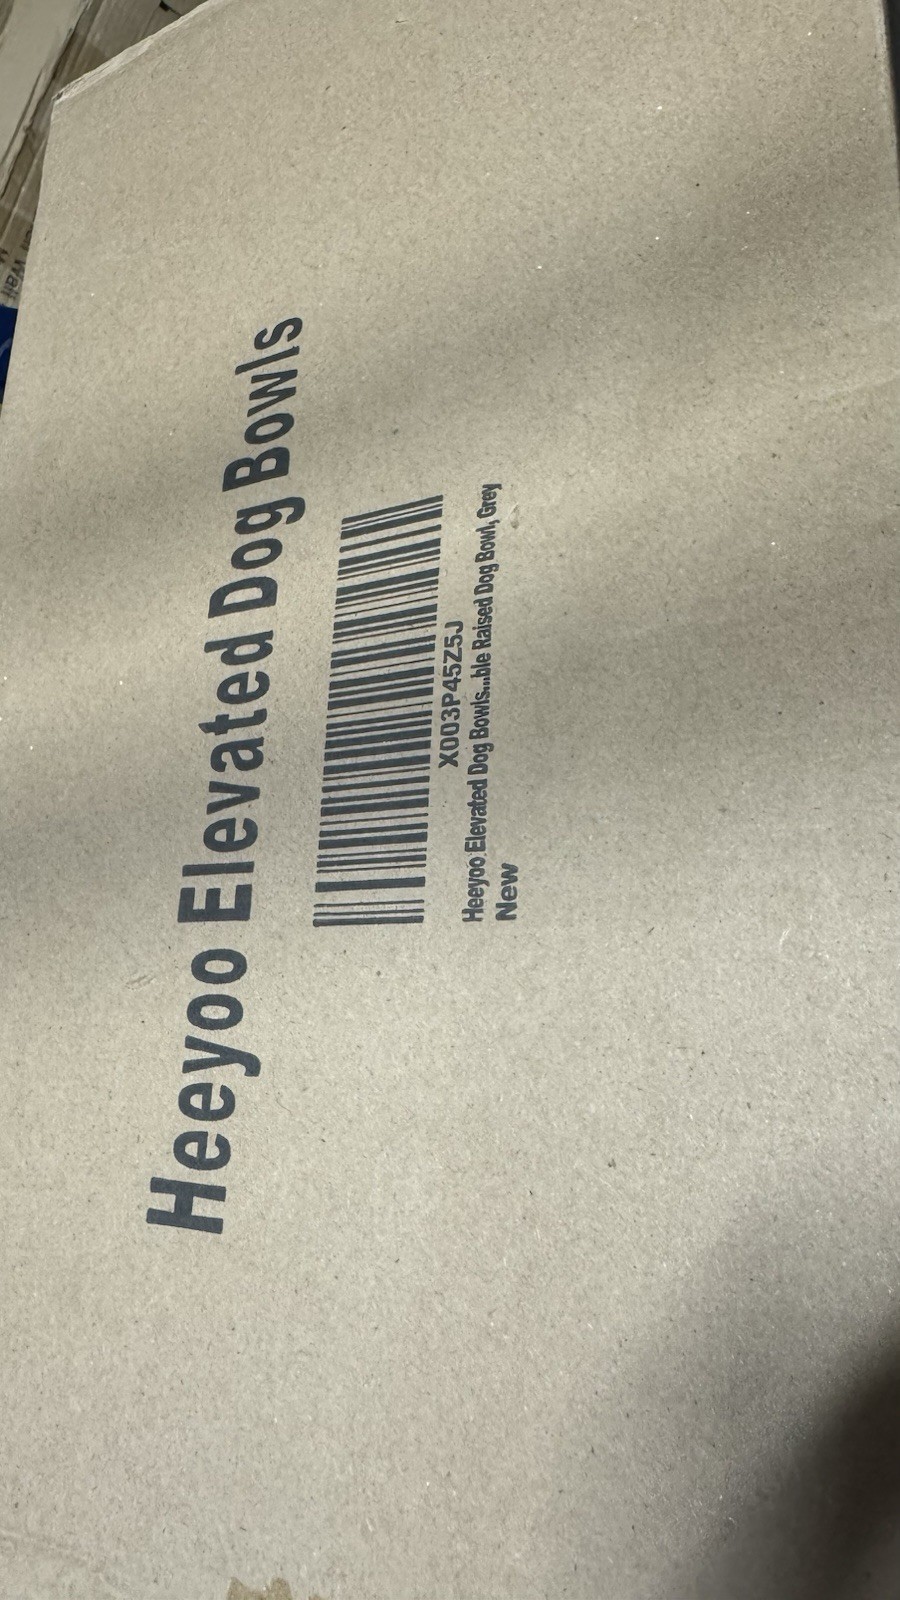 Heeyoo Elevated Dog Bowls
X003P45Z5J
Heeyoo Elevated Dog Bowls...ble Raised Dog Bowl, Grey
New